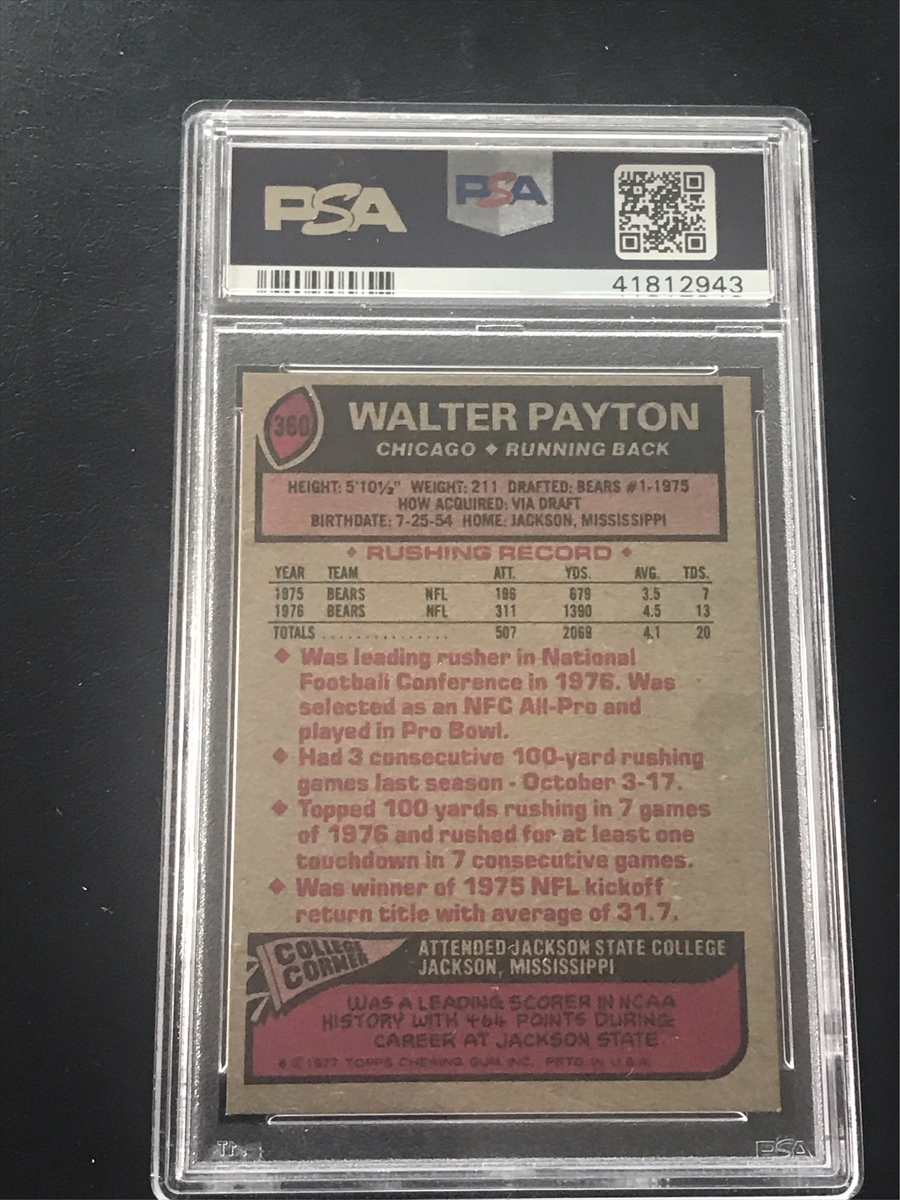 PSA PSA
41812943
360
WALTER PAYTON
CHICAGO ◆ RUNNING BACK
HEIGHT: 5'10½" WEIGHT: 211 DRAFTED: BEARS #1-1975
HOW ACQUIRED: VIA DRAFT
BIRTHDATE: 7-25-54 HOME: JACKSON, MISSISSIPPI
◆ RUSHING RECORD ◆
YEAR TEAM ATT. YDS. AVG. TDS.
1975 BEARS NFL 196 679 3.5 7
1976 BEARS NFL 311 1390 4.5 13
TOTALS ................ 507 2069 4.1 20
◆ Was leading rusher in National
Football Conference in 1976. Was
selected as an NFC All-Pro and
played in Pro Bowl.
◆ Had 3 consecutive 100-yard rushing
games last season - October 3-17.
◆ Topped 100 yards rushing in 7 games
of 1976 and rushed for at least one
touchdown in 7 consecutive games.
◆ Was winner of 1975 NFL kickoff
return title with average of 31.7.
COLLEGE
CORNER
ATTENDED JACKSON STATE COLLEGE
JACKSON, MISSISSIPPI
WAS A LEADING SCORER IN NCAA
HISTORY WITH 464 POINTS DURING
CAREER AT JACKSON STATE.
© 1977 TOPPS CHEWING GUM, INC. PRTD. IN U.S.A.
PSA